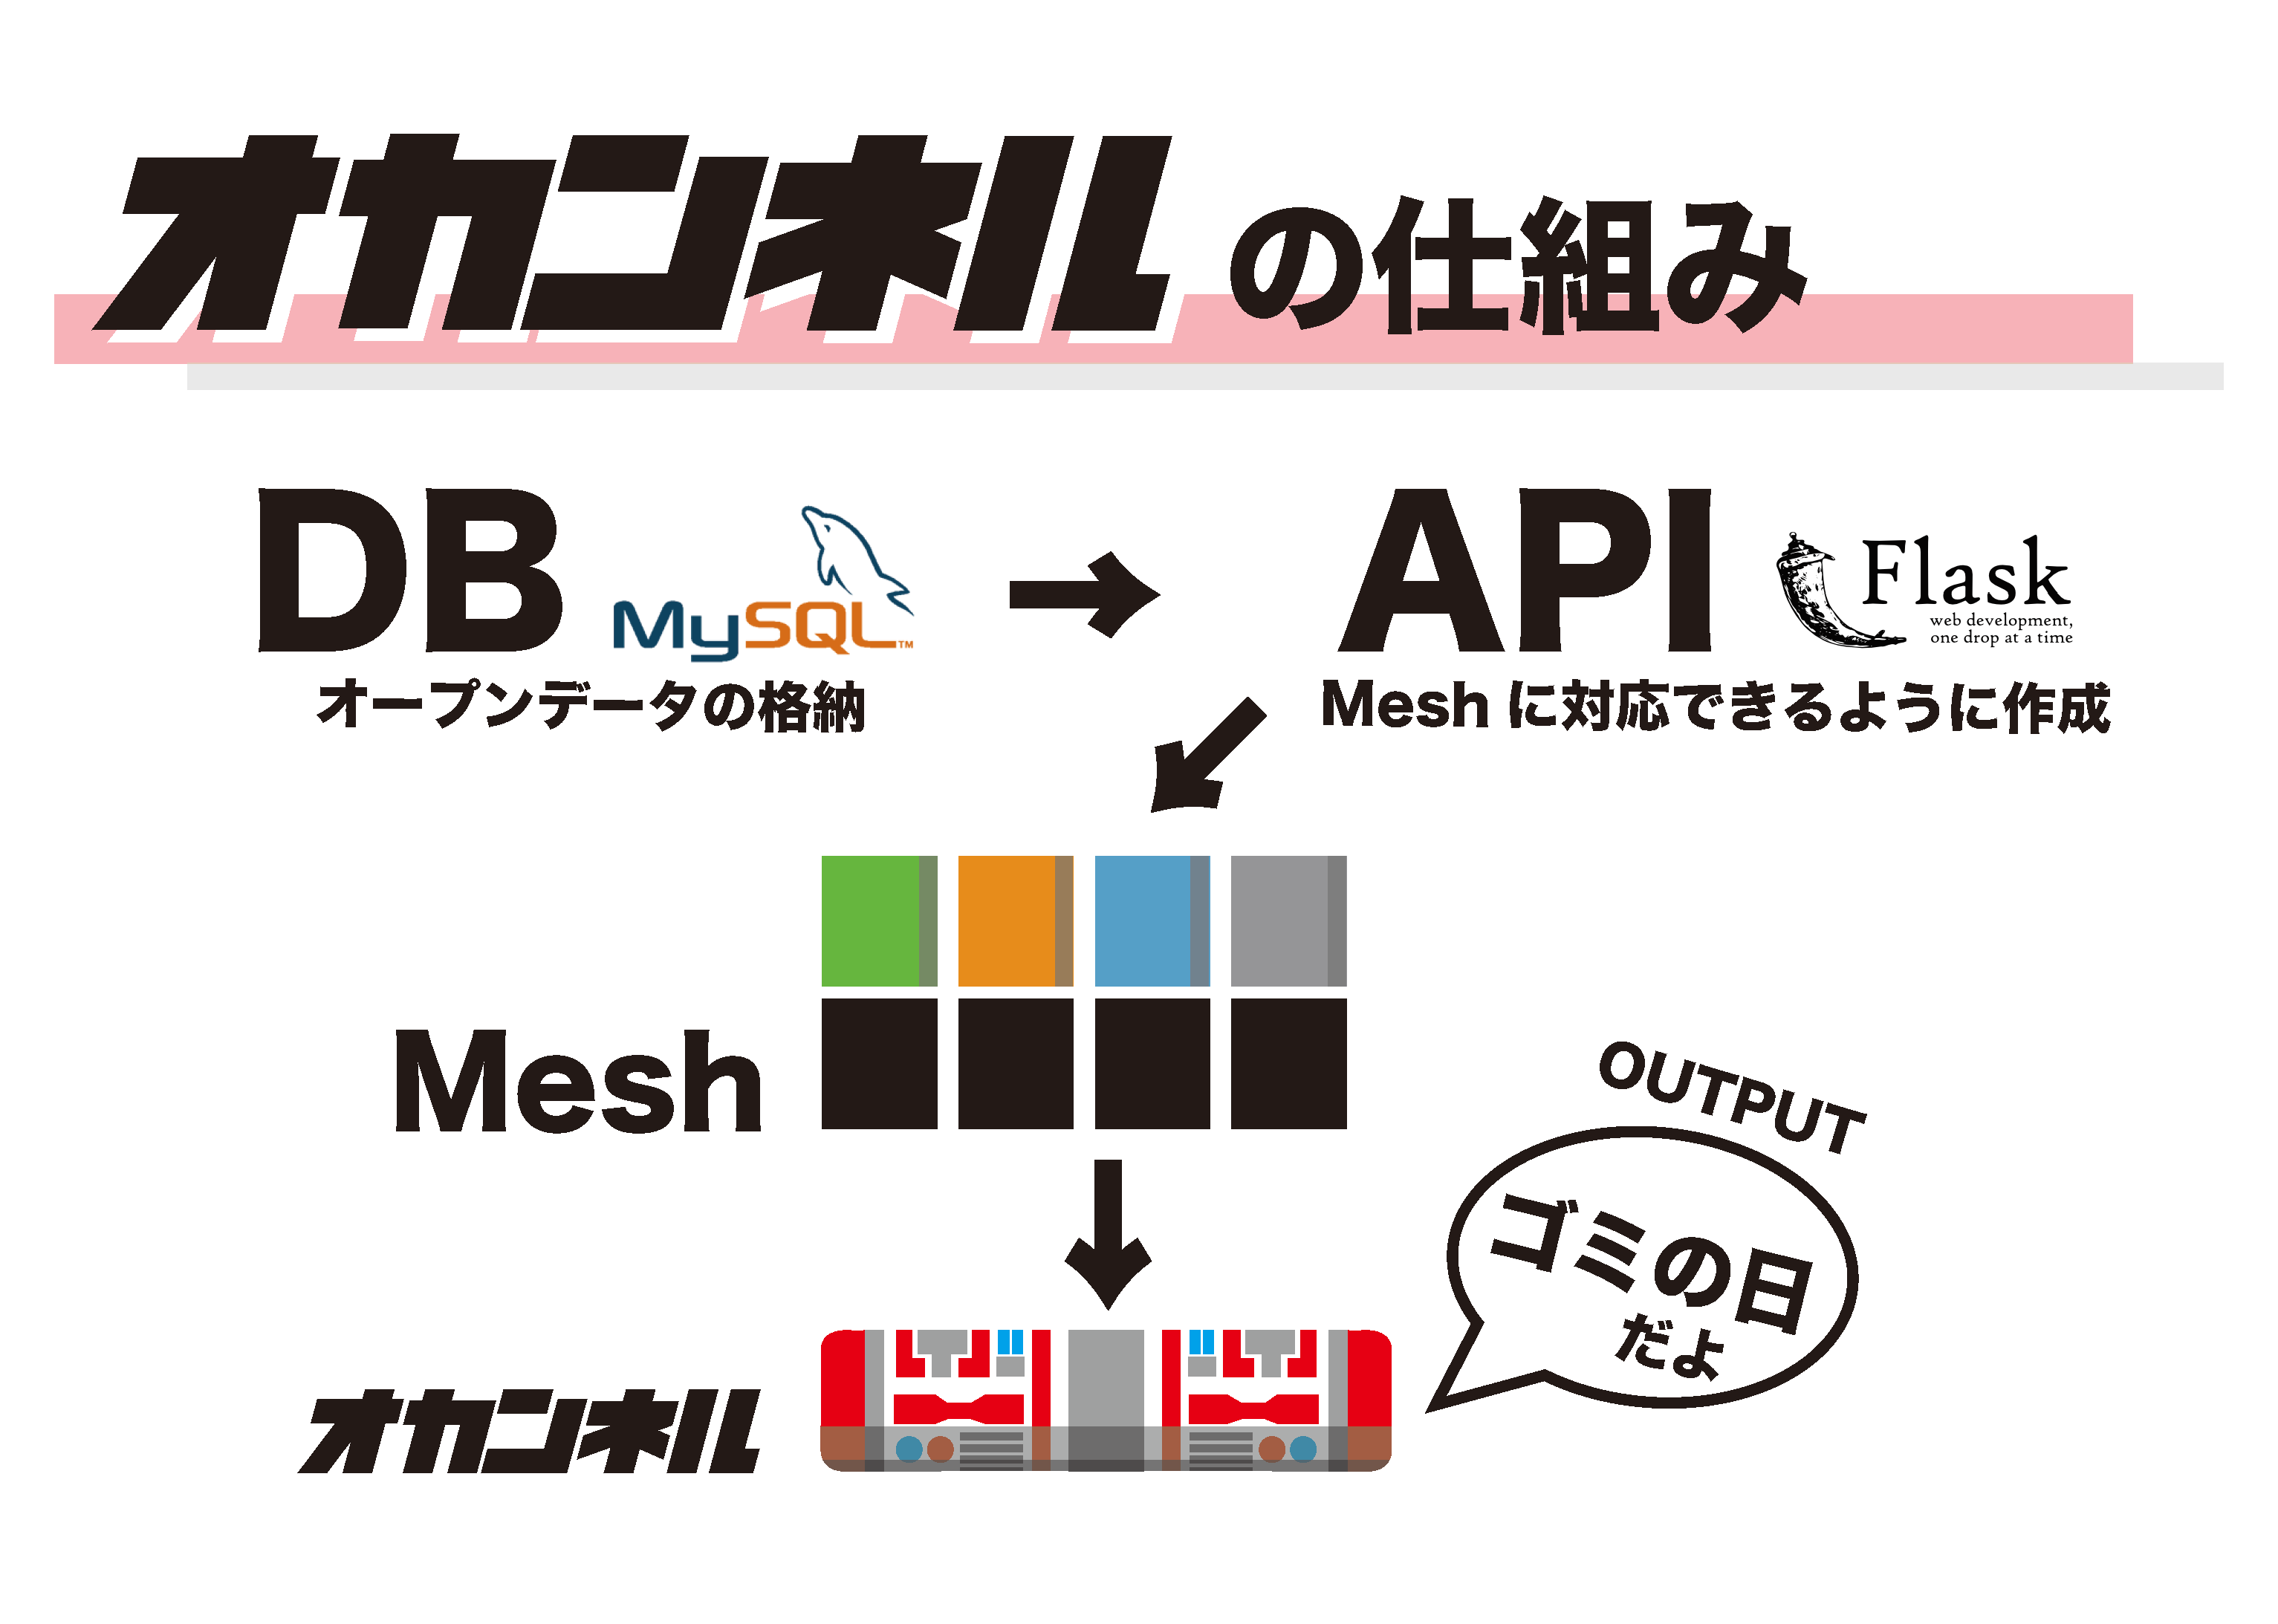 オカンネルの仕組み
DB
MySQL™
オープンデータの格納
API
Flask
web development,
one drop at a time
Mesh に対応できるように作成
Mesh
OUTPUT
ゴミの日
だよ
オカンネル